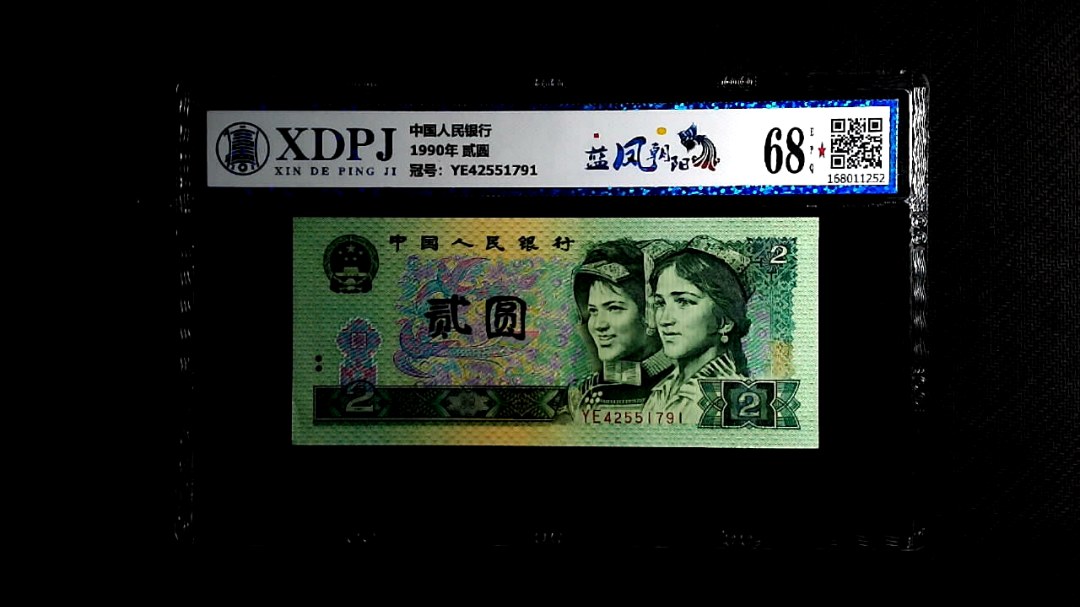 XDPJ
XIN DE PING JI
中国人民银行
1990年 贰圆
冠号：YE42551791
蓝凤朝阳
68
EPQ
★
168011252
中国人民银行
2
贰圆
2
YE42551791
2